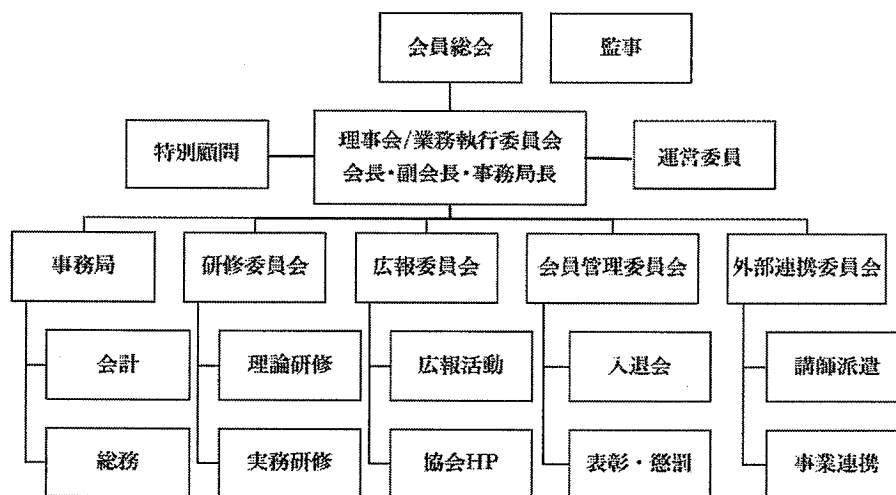 会員総会
監事
特別顧問
理事会/業務執行委員会
会長・副会長・事務局長
運営委員
事務局
研修委員会
広報委員会
会員管理委員会
外部連携委員会
会計
理論研修
広報活動
入退会
講師派遣
総務
実務研修
協会HP
表彰・懲罰
事業連携